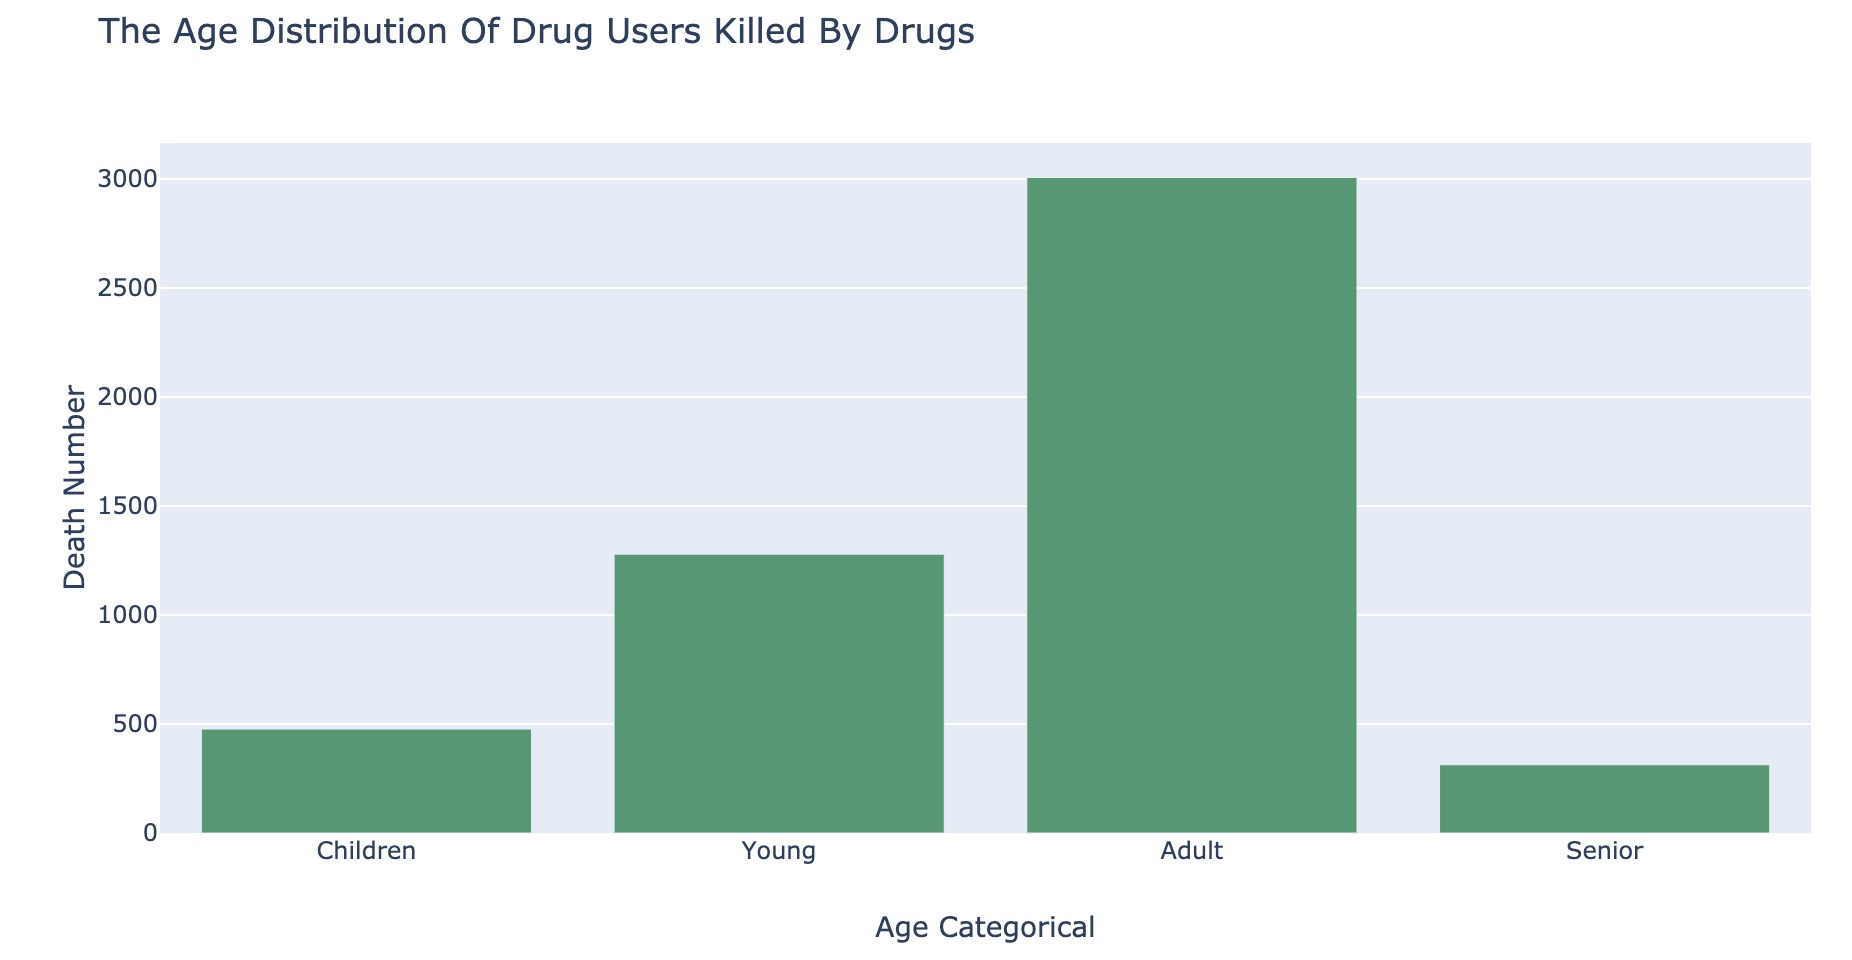 The Age Distribution Of Drug Users Killed By Drugs
3000
2500
2000
1500
1000
500
0
Death Number
Children
Young
Adult
Senior
Age Categorical